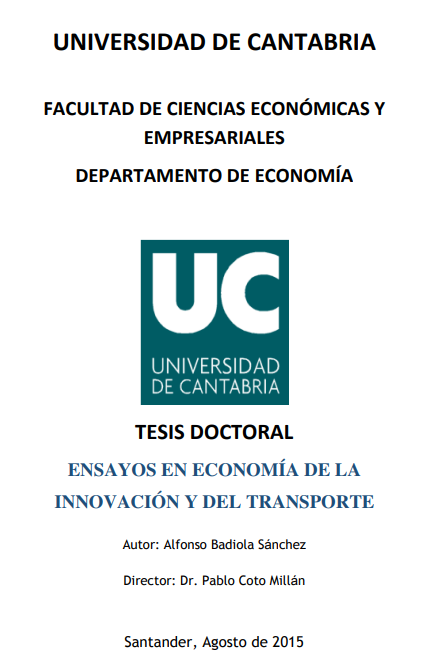 UNIVERSIDAD DE CANTABRIA
FACULTAD DE CIENCIAS ECONÓMICAS Y
EMPRESARIALES
DEPARTAMENTO DE ECONOMÍA
UC
UNIVERSIDAD
DE CANTABRIA
TESIS DOCTORAL
ENSAYOS EN ECONOMÍA DE LA
INNOVACIÓN Y DEL TRANSPORTE
Autor: Alfonso Badiola Sánchez
Director: Dr. Pablo Coto Millán
Santander, Agosto de 2015